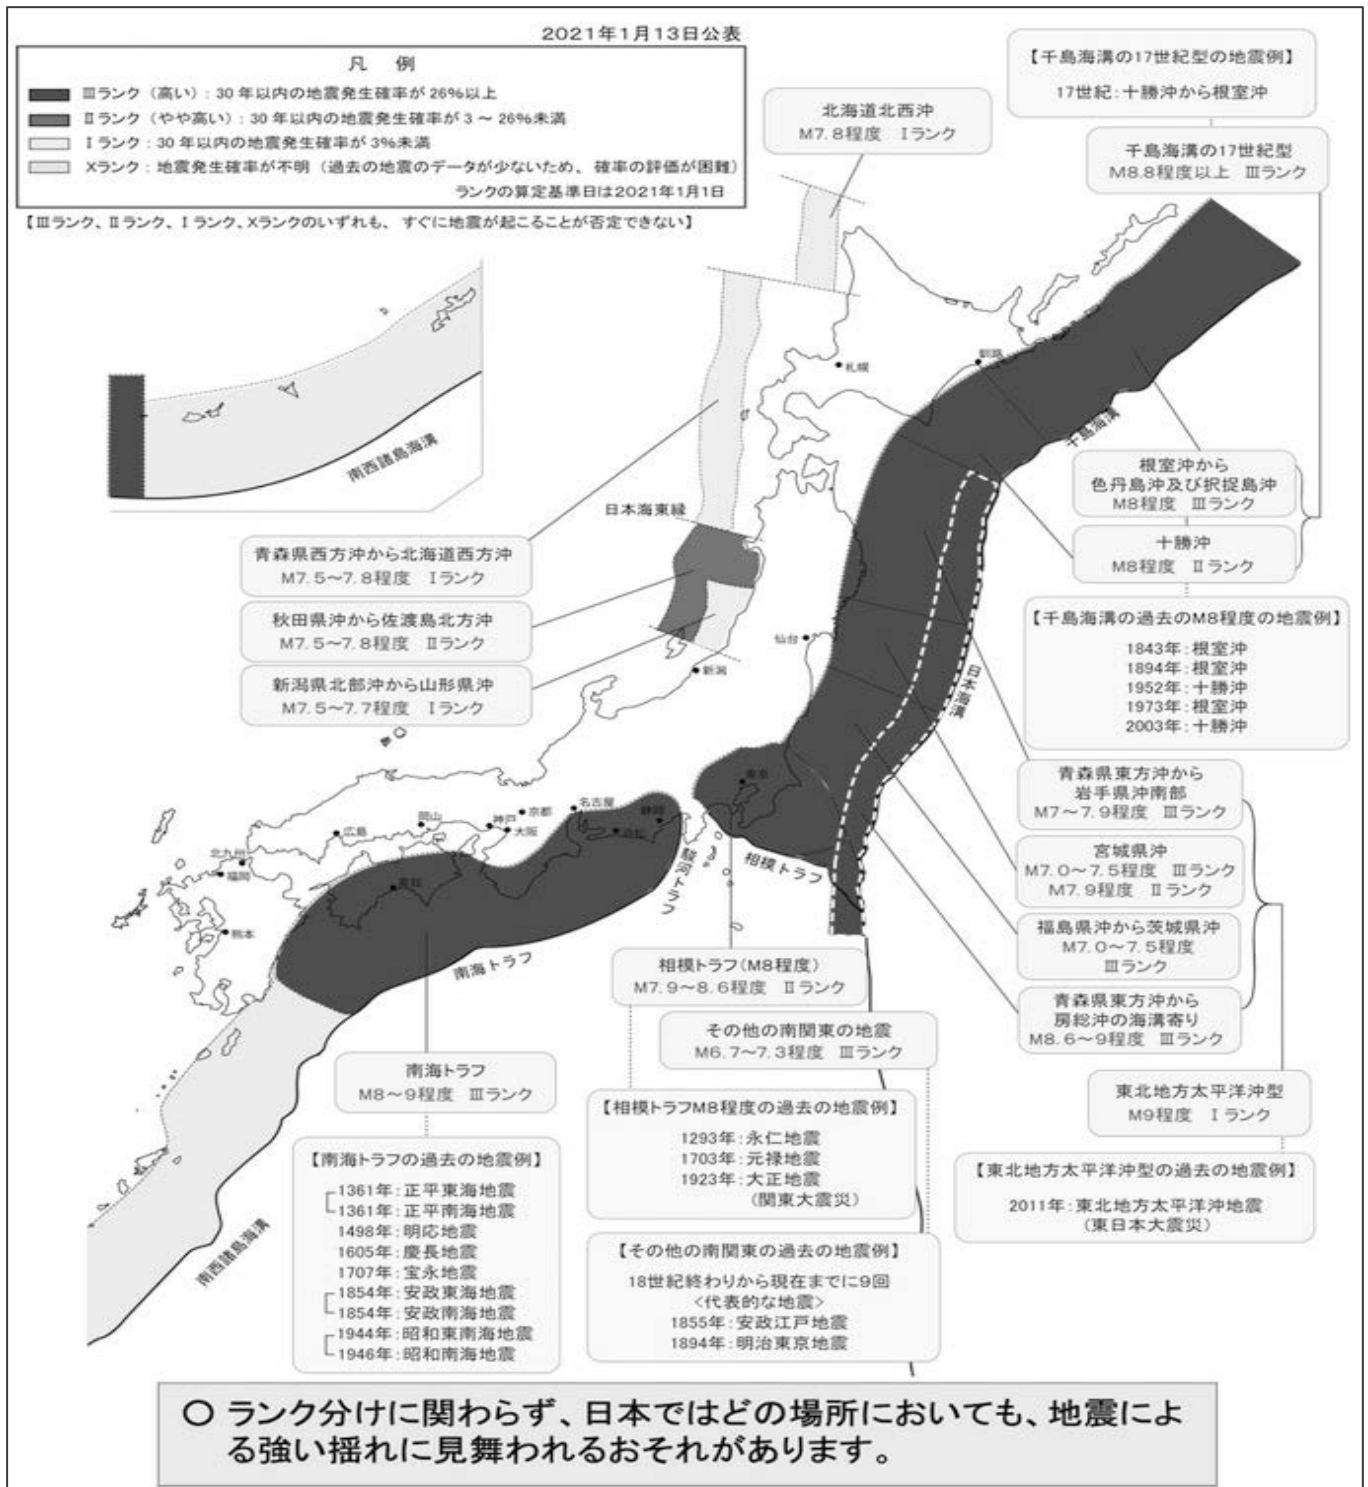 2021年1月13日公表
凡 例
Ⅲランク（高い）：30年以内の地震発生確率が26％以上
Ⅱランク（やや高い）：30年以内の地震発生確率が3～26％未満
Ⅰランク：30年以内の地震発生確率が3％未満
Xランク：地震発生確率が不明（過去の地震のデータが少ないため、確率の評価が困難）
ランクの算定基準日は2021年1月1日
【Ⅲランク、Ⅱランク、Ⅰランク、Xランクのいずれも、すぐに地震が起こることが否定できない】
【千島海溝の17世紀型の地震例】
17世紀：十勝沖から根室沖
北海道北西沖
M7.8程度 Ⅰランク
千島海溝の17世紀型
M8.8程度以上 Ⅲランク
札幌
釧路
千島海溝
南西諸島海溝
根室沖から
色丹島沖及び択捉島沖
M8程度 Ⅲランク
日本海東縁
十勝沖
M8程度 Ⅱランク
青森県西方沖から北海道西方沖
M7.5～7.8程度 Ⅰランク
秋田県沖から佐渡島北方沖
M7.5～7.8程度 Ⅱランク
新潟県北部沖から山形県沖
M7.5～7.7程度 Ⅰランク
【千島海溝の過去のM8程度の地震例】
1843年：根室沖
1894年：根室沖
1952年：十勝沖
1973年：根室沖
2003年：十勝沖
仙台
新潟
日本海溝
青森県東方沖から
岩手県沖南部
M7～7.9程度 Ⅲランク
宮城県沖
M7.0～7.5程度 Ⅲランク
M7.9程度 Ⅱランク
福島県沖から茨城県沖
M7.0～7.5程度
Ⅲランク
青森県東方沖から
房総沖の海溝寄り
M8.6～9程度 Ⅲランク
東京
名古屋
京都
静岡
岡山
神戸
大阪
浜松
広島
北九州
福岡
高知
熊本
駿河トラフ
相模トラフ
南海トラフ
相模トラフ（M8程度）
M7.9～8.6程度 Ⅱランク
その他の南関東の地震
M6.7～7.3程度 Ⅲランク
南海トラフ
M8～9程度 Ⅲランク
東北地方太平洋沖型
M9程度 Ⅰランク
【相模トラフM8程度の過去の地震例】
1293年：永仁地震
1703年：元禄地震
1923年：大正地震
（関東大震災）
【南海トラフの過去の地震例】
1361年：正平東海地震
1361年：正平南海地震
1498年：明応地震
1605年：慶長地震
1707年：宝永地震
1854年：安政東海地震
1854年：安政南海地震
1944年：昭和東南海地震
1946年：昭和南海地震
【東北地方太平洋沖型の過去の地震例】
2011年：東北地方太平洋沖地震
（東日本大震災）
南西諸島海溝
【その他の南関東の過去の地震例】
18世紀終わりから現在までに9回
<代表的な地震>
1855年：安政江戸地震
1894年：明治東京地震
○ ランク分けに関わらず、日本ではどの場所においても、地震によ
る強い揺れに見舞われるおそれがあります。